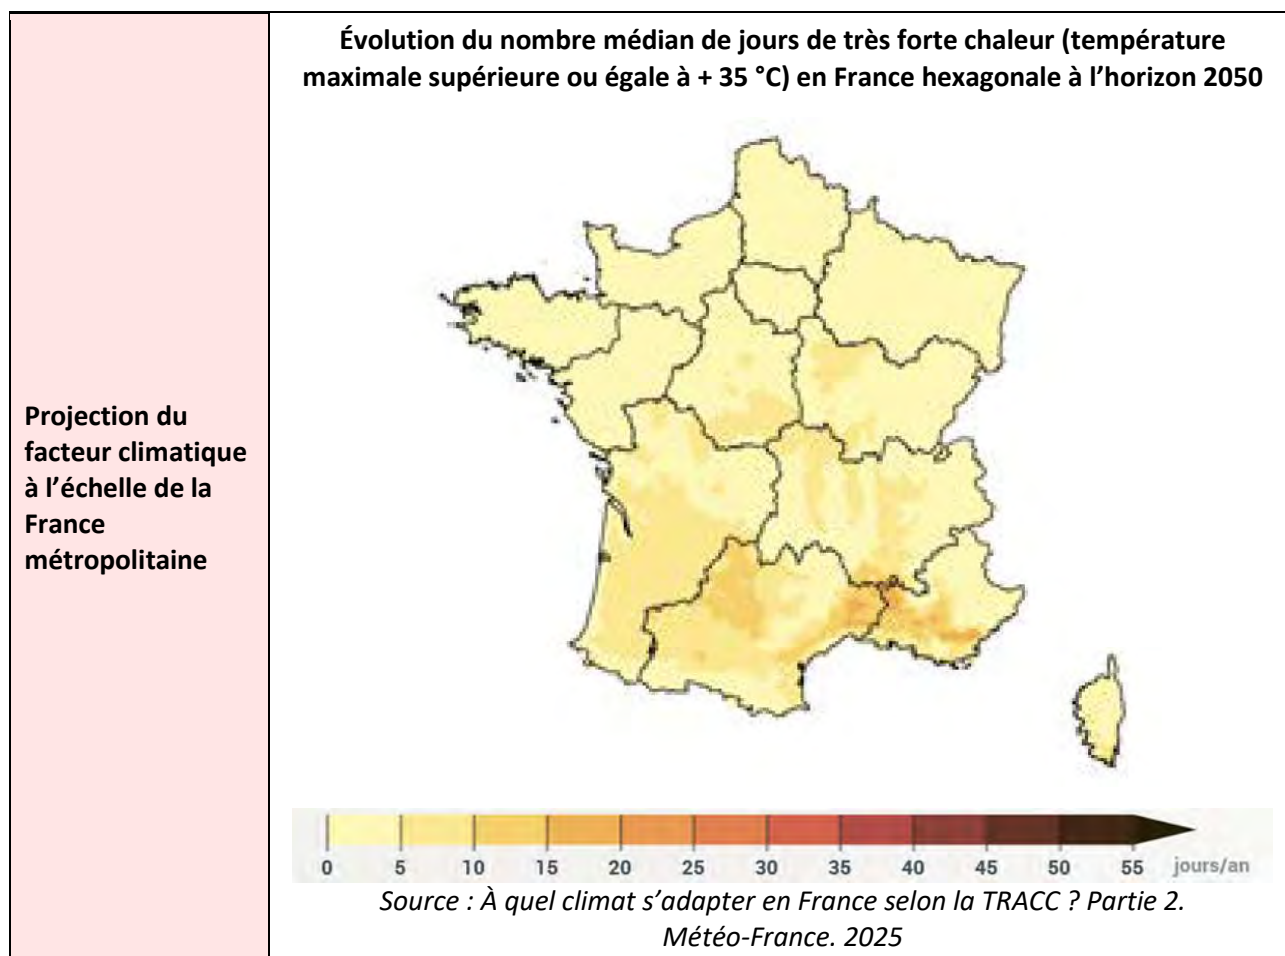 Évolution du nombre médian de jours de très forte chaleur (température
maximale supérieure ou égale à + 35 °C) en France hexagonale à l’horizon 2050
Projection du
facteur climatique
à l’échelle de la
France
métropolitaine
0 5 10 15 20 25 30 35 40 45 50 55 jours/an
Source : À quel climat s’adapter en France selon la TRACC ? Partie 2.
Météo-France. 2025